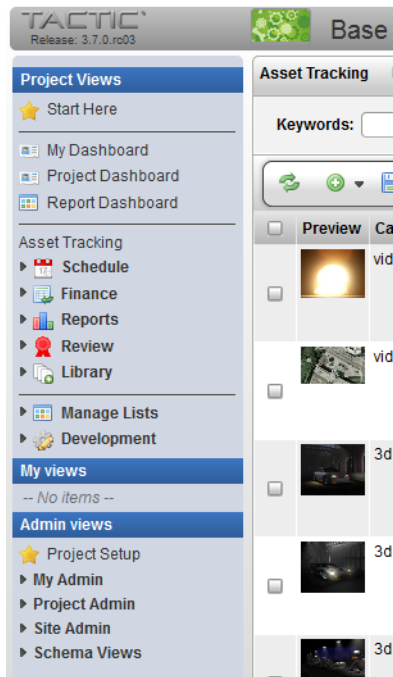 TACTIC
Release: 3.7.0.rc03
Base
Project Views
Start Here
My Dashboard
Project Dashboard
Report Dashboard
Asset Tracking
Schedule
Finance
Reports
Review
Library
Manage Lists
Development
My views
-- No items --
Admin views
Project Setup
My Admin
Project Admin
Site Admin
Schema Views
Asset Tracking
Keywords:
Preview Ca
vid
vid
3d
3d
3d